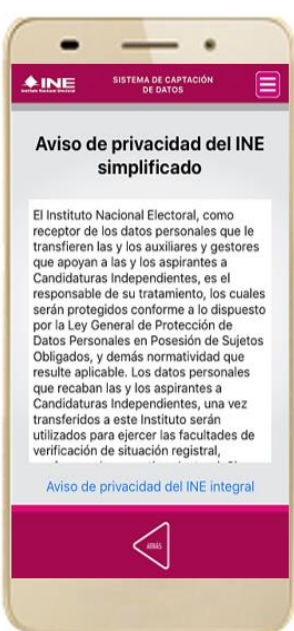 INE
Instituto Nacional Electoral
SISTEMA DE CAPTACIÓN
DE DATOS
Aviso de privacidad del INE
simplificado
El Instituto Nacional Electoral, como
receptor de los datos personales que le
transfieren las y los auxiliares y gestores
que apoyan a las y los aspirantes a
Candidaturas Independientes, es el
responsable de su tratamiento, los cuales
serán protegidos conforme a lo dispuesto
por la Ley General de Protección de
Datos Personales en Posesión de Sujetos
Obligados, y demás normatividad que
resulte aplicable. Los datos personales
que recaban las y los aspirantes a
Candidaturas Independientes, una vez
transferidos a este Instituto serán
utilizados para ejercer las facultades de
verificación de situación registral,
Aviso de privacidad del INE integral
ATRÁS